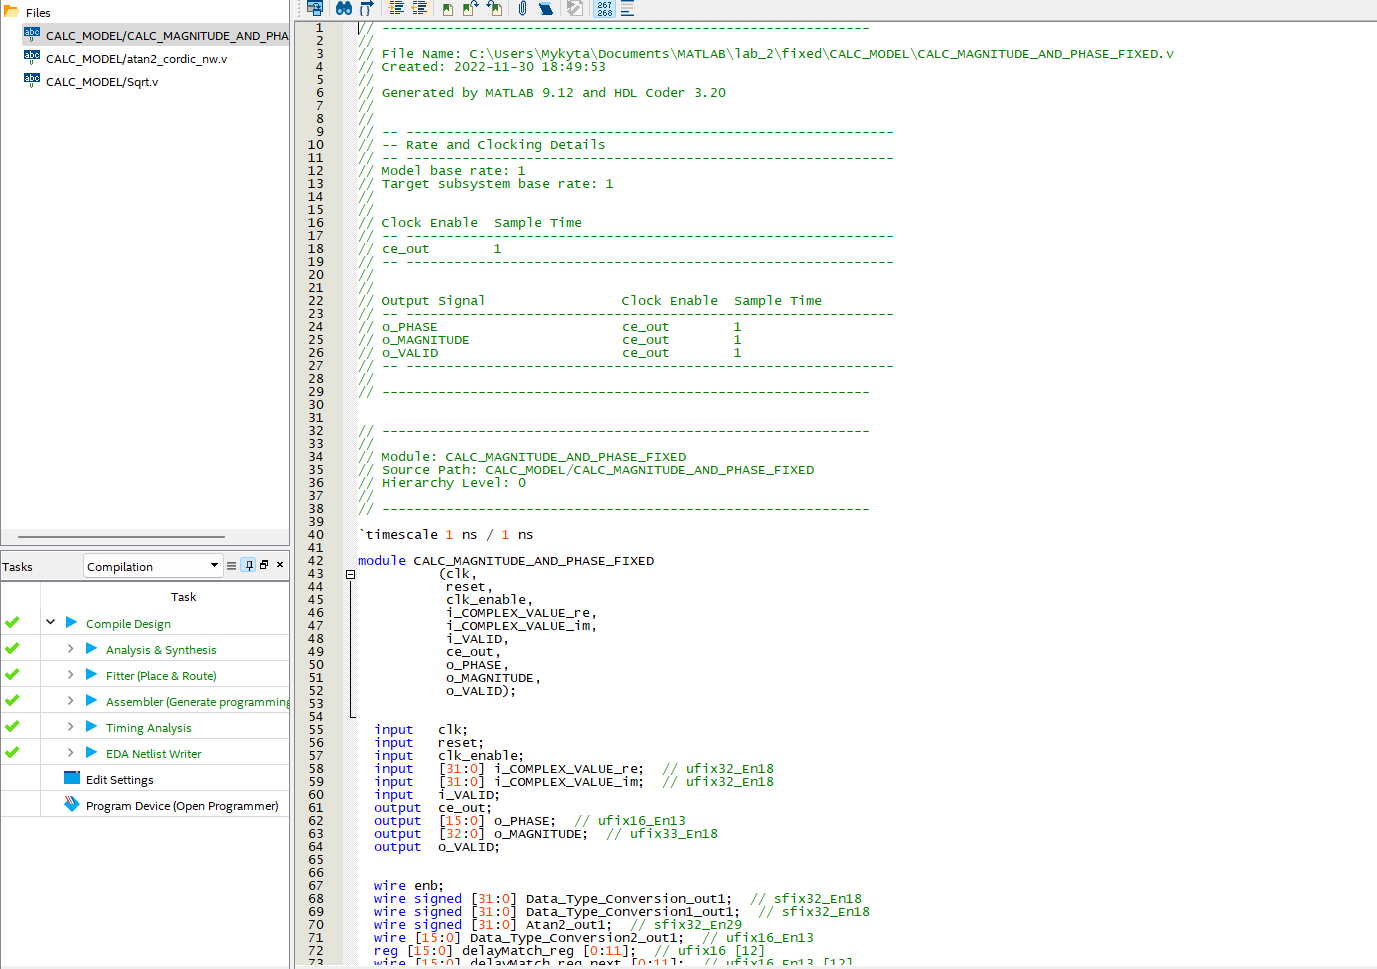 Files
CALC_MODEL/CALC_MAGNITUDE_AND_PHA
CALC_MODEL/atan2_cordic_nw.v
CALC_MODEL/Sqrt.v
Tasks
Compilation
Task
Compile Design
Analysis & Synthesis
Fitter (Place & Route)
Assembler (Generate programming
Timing Analysis
EDA Netlist Writer
Edit Settings
Program Device (Open Programmer)
267
268
1 // -------------------------------------------------------------
2 //
3 // File Name: C:\Users\Mykyta\Documents\MATLAB\lab_2\fixed\CALC_MODEL\CALC_MAGNITUDE_AND_PHASE_FIXED.v
4 // Created: 2022-11-30 18:49:53
5 //
6 // Generated by MATLAB 9.12 and HDL Coder 3.20
7 //
8 //
9 // -- -------------------------------------------------------------
10 // -- Rate and Clocking Details
11 // -- -------------------------------------------------------------
12 // Model base rate: 1
13 // Target subsystem base rate: 1
14 //
15 //
16 // Clock Enable  Sample Time
17 // -- -------------------------------------------------------------
18 // ce_out        1
19 // -- -------------------------------------------------------------
20 //
21 //
22 // Output Signal                 Clock Enable  Sample Time
23 // -- -------------------------------------------------------------
24 // o_PHASE                       ce_out        1
25 // o_MAGNITUDE                   ce_out        1
26 // o_VALID                       ce_out        1
27 // -- -------------------------------------------------------------
28 //
29 // -------------------------------------------------------------
30
31
32 // -------------------------------------------------------------
33 //
34 // Module: CALC_MAGNITUDE_AND_PHASE_FIXED
35 // Source Path: CALC_MODEL/CALC_MAGNITUDE_AND_PHASE_FIXED
36 // Hierarchy Level: 0
37 //
38 // -------------------------------------------------------------
39
40 `timescale 1 ns / 1 ns
41
42 module CALC_MAGNITUDE_AND_PHASE_FIXED
43           (clk,
44            reset,
45            clk_enable,
46            i_COMPLEX_VALUE_re,
47            i_COMPLEX_VALUE_im,
48            i_VALID,
49            ce_out,
50            o_PHASE,
51            o_MAGNITUDE,
52            o_VALID);
53
54
55   input   clk;
56   input   reset;
57   input   clk_enable;
58   input   [31:0] i_COMPLEX_VALUE_re;  // ufix32_En18
59   input   [31:0] i_COMPLEX_VALUE_im;  // ufix32_En18
60   input   i_VALID;
61   output  ce_out;
62   output  [15:0] o_PHASE;  // ufix16_En13
63   output  [32:0] o_MAGNITUDE;  // ufix33_En18
64   output  o_VALID;
65
66
67   wire enb;
68   wire signed [31:0] Data_Type_Conversion_out1;  // sfix32_En18
69   wire signed [31:0] Data_Type_Conversion1_out1;  // sfix32_En18
70   wire signed [31:0] Atan2_out1;  // sfix32_En29
71   wire [15:0] Data_Type_Conversion2_out1;  // ufix16_En13
72   reg [15:0] delayMatch_reg [0:11];  // ufix16 [12]
73   wire [15:0] delayMatch_reg_next [0:11];  // ufix16_En13 [12]